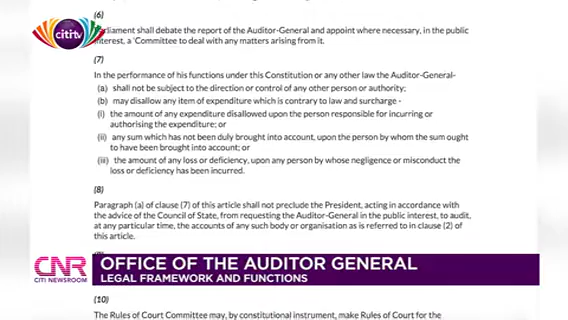 (6)
Parliament shall debate the report of the Auditor-General and appoint where necessary, in the public
interest, a 'Committee to deal with any matters arising from it.
(7)
In the performance of his functions under this Constitution or any other law the Auditor-General-
(a) shall not be subject to the direction or control of any other person or authority;
(b) may disallow any item of expenditure which is contrary to law and surcharge -
(i) the amount of any expenditure disallowed upon the person responsible for incurring or
authorising the expenditure; or
(ii) any sum which has not been duly brought into account, upon the person by whom the sum ought
to have been brought into account; or
(iii) the amount of any loss or deficiency, upon any person by whose negligence or misconduct the
loss or deficiency has been incurred.
(8)
Paragraph (a) of clause (7) of this article shall not preclude the President, acting in accordance with
the advice of the Council of State, from requesting the Auditor-General in the public interest, to audit,
at any particular time, the accounts of any such body or organisation as is referred to in clause (2) of
this article.
(10)
The Rules of Court Committee may, by constitutional instrument, make Rules of Court for the
cititv
CNR
CITI NEWSROOM
OFFICE OF THE AUDITOR GENERAL
LEGAL FRAMEWORK AND FUNCTIONS